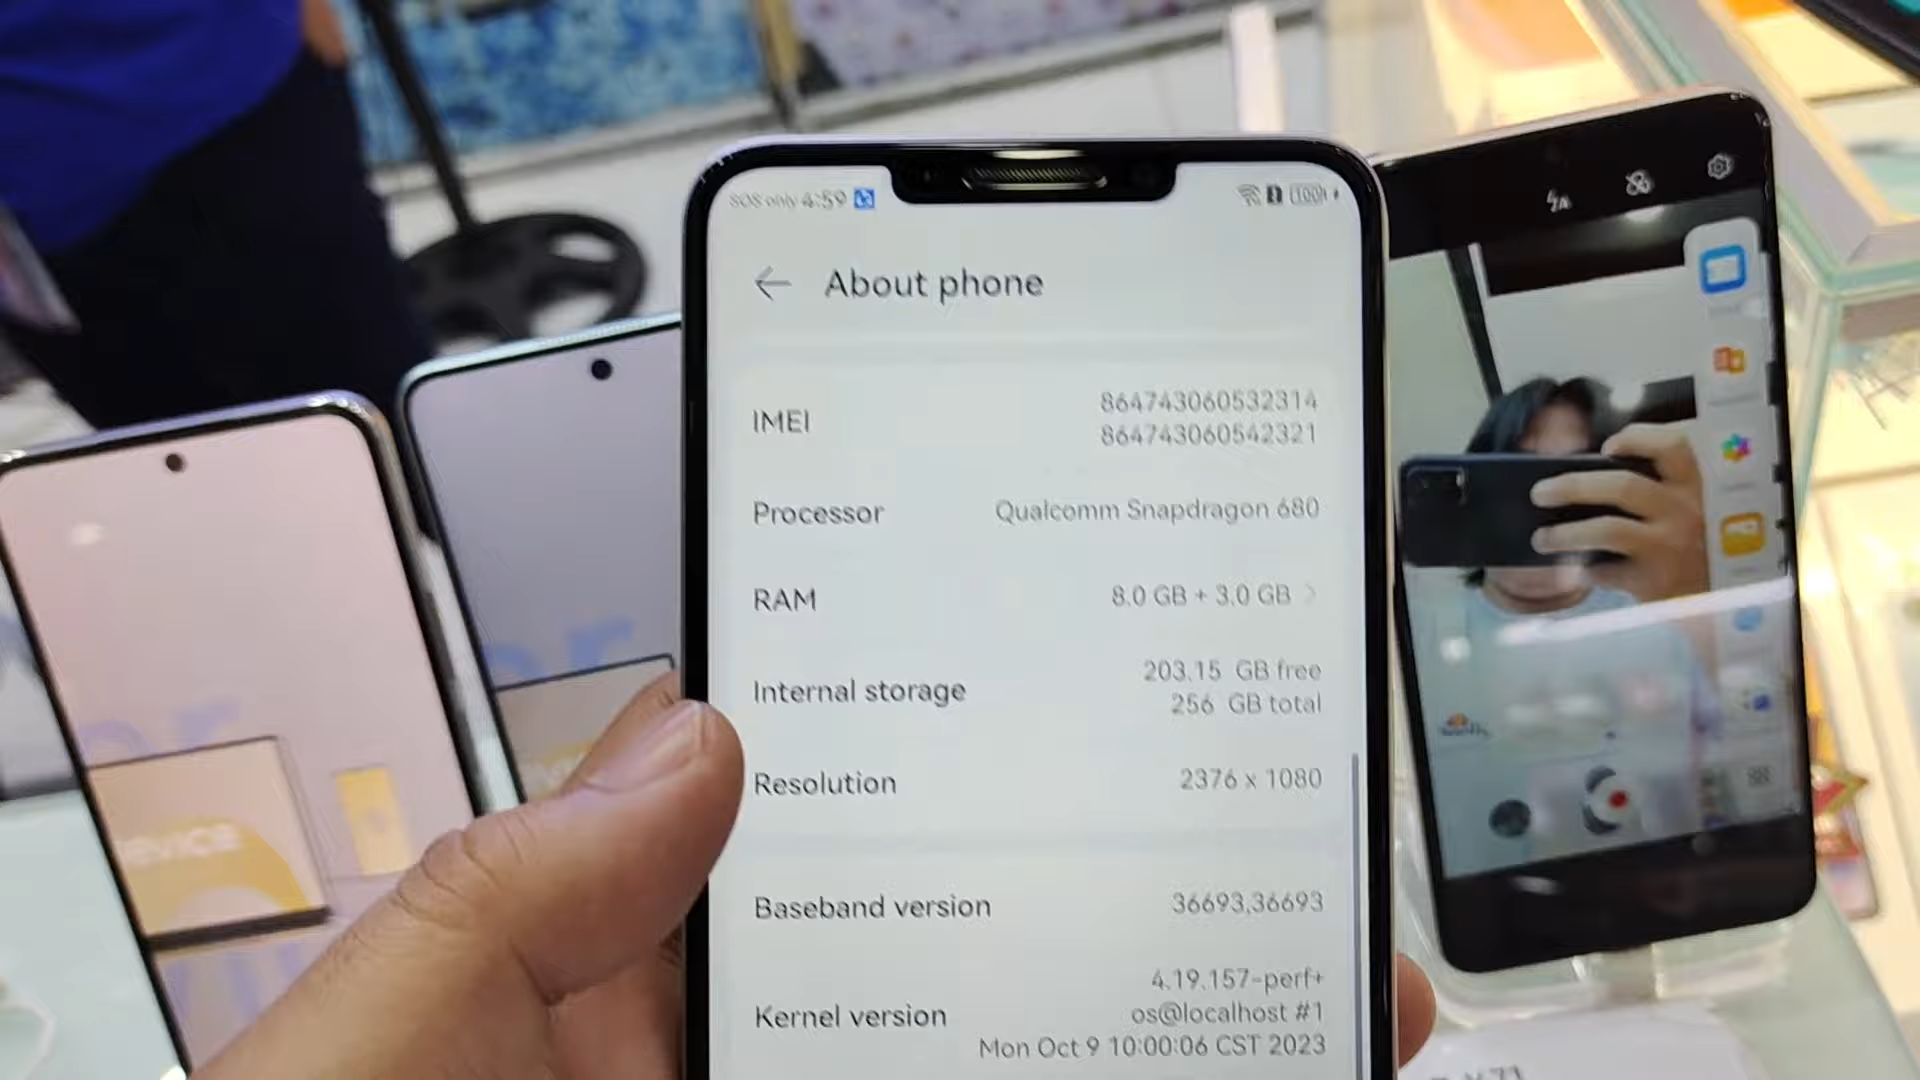 SOS only 4:59
100
About phone
IMEI
864743060532314
864743060542321
Processor
Qualcomm Snapdragon 680
RAM
8.0 GB + 3.0 GB
Internal storage
203.15 GB free
256 GB total
Resolution
2376 x 1080
Baseband version
36693,36693
Kernel version
4.19.157-perf+
os@localhost #1
Mon Oct 9 10:00:06 CST 2023